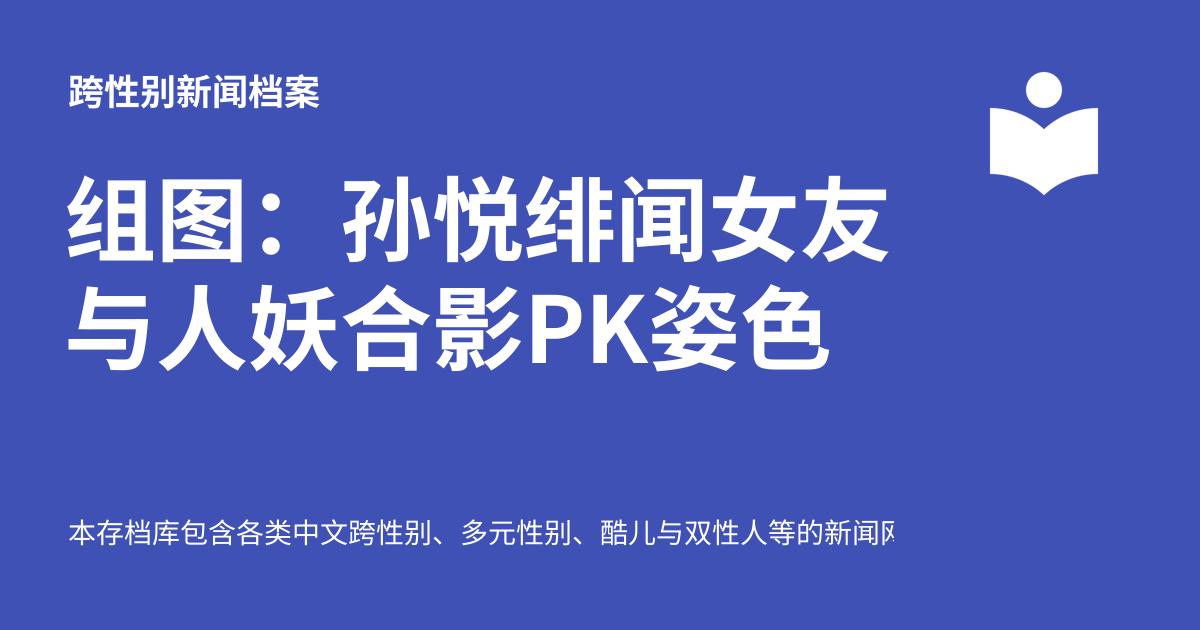 跨性别新闻档案
组图：孙悦绯闻女友
与人妖合影PK姿色
本存档库包含各类中文跨性别、多元性别、酷儿与双性人等的新闻